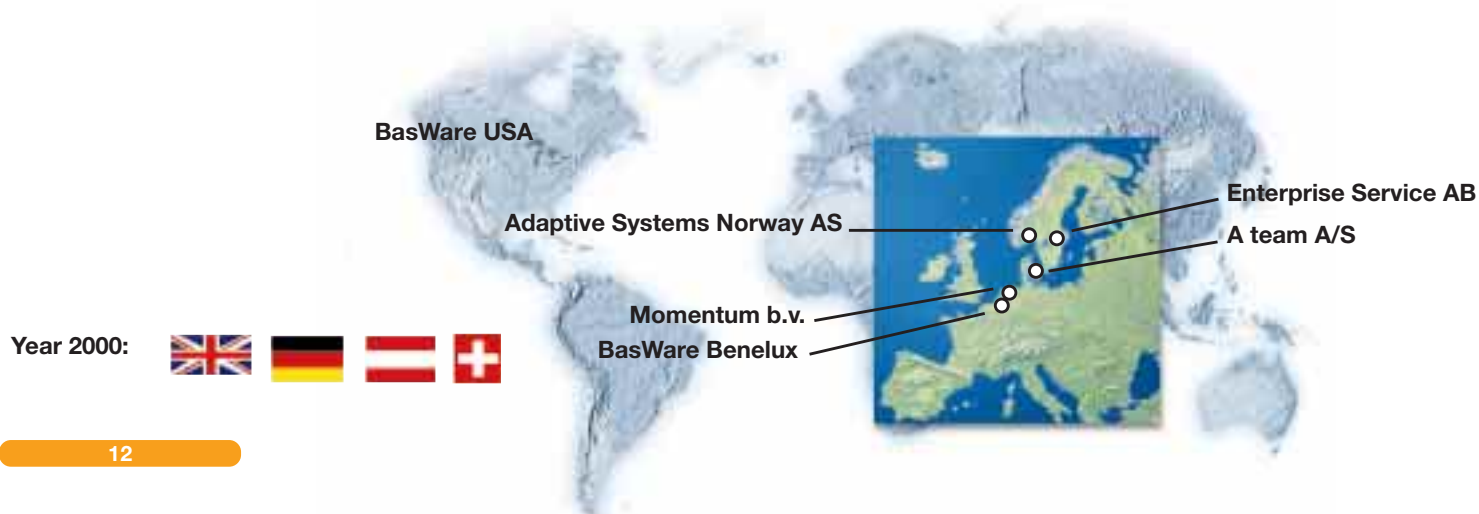 BasWare USA
Enterprise Service AB
Adaptive Systems Norway AS
A team A/S
Momentum b.v.
BasWare Benelux
Year 2000:
12